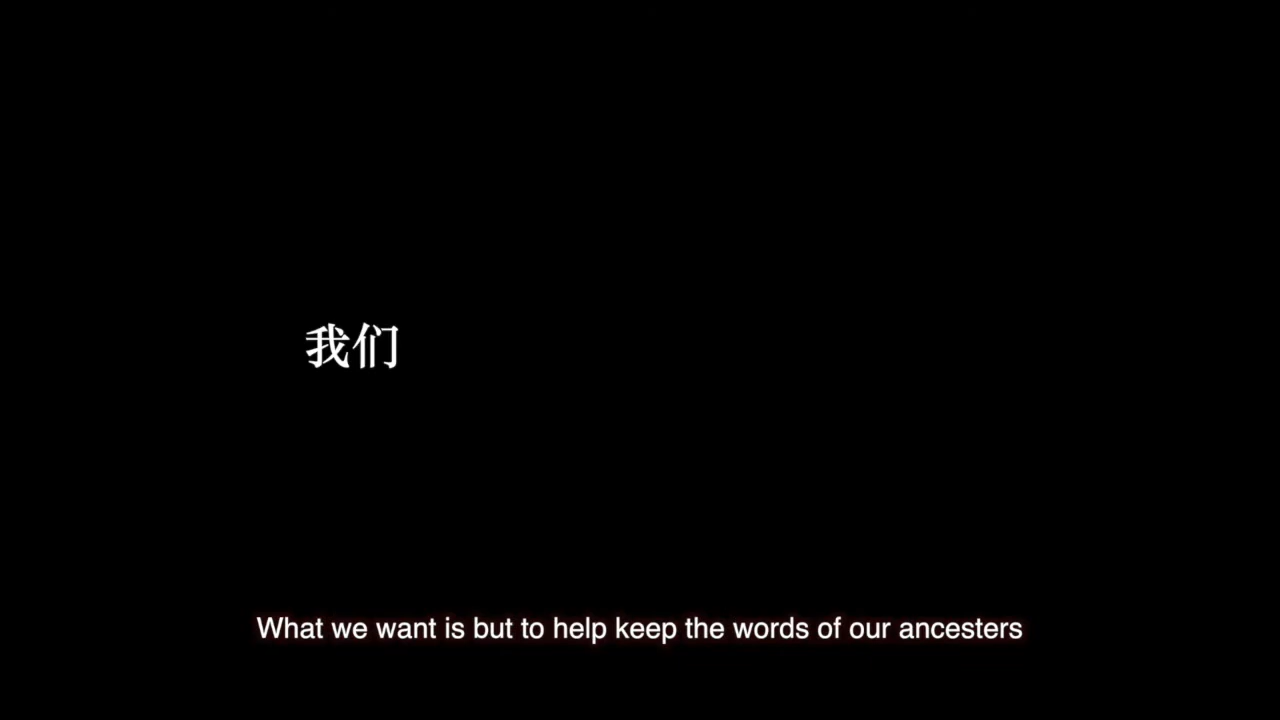 我们
What we want is but to help keep the words of our ancesters